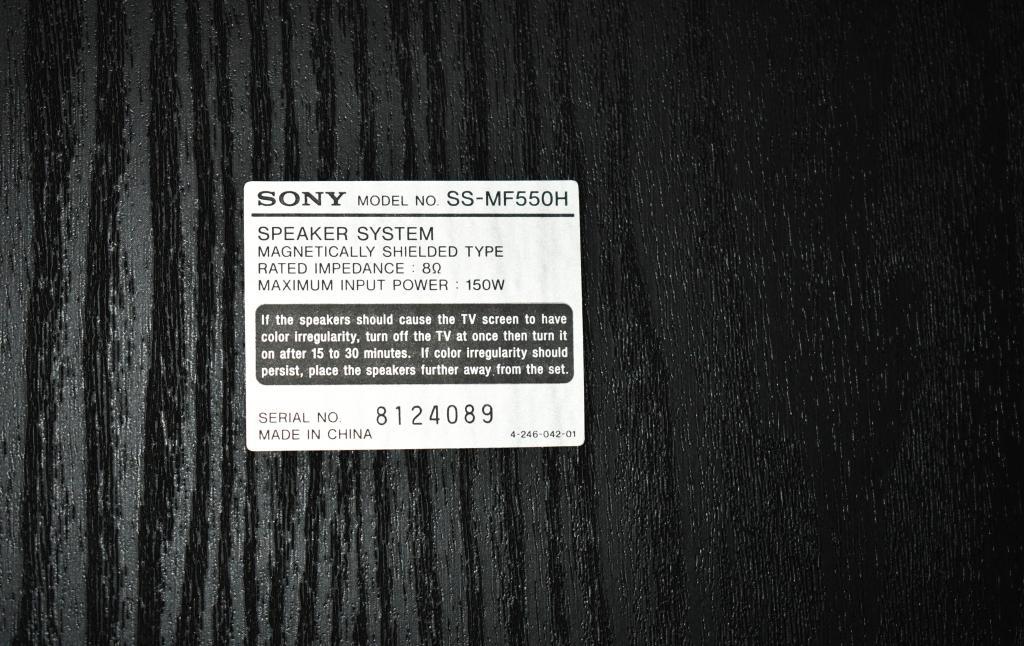 SONY MODEL NO. SS-MF550H
SPEAKER SYSTEM
MAGNETICALLY SHIELDED TYPE
RATED IMPEDANCE : 8Ω
MAXIMUM INPUT POWER : 150W
If the speakers should cause the TV screen to have
color irregularity, turn off the TV at once then turn it
on after 15 to 30 minutes. If color irregularity should
persist, place the speakers further away from the set.
SERIAL NO. 8124089
MADE IN CHINA 4-246-042-01